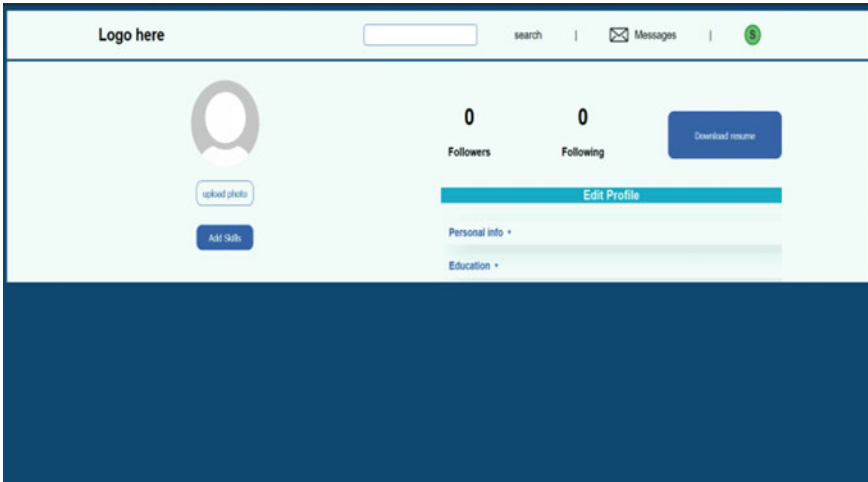 Logo here
search | Messages | S
0 0
Followers Following
Download resume
upload photo
Edit Profile
Add Skills
Personal info
Education